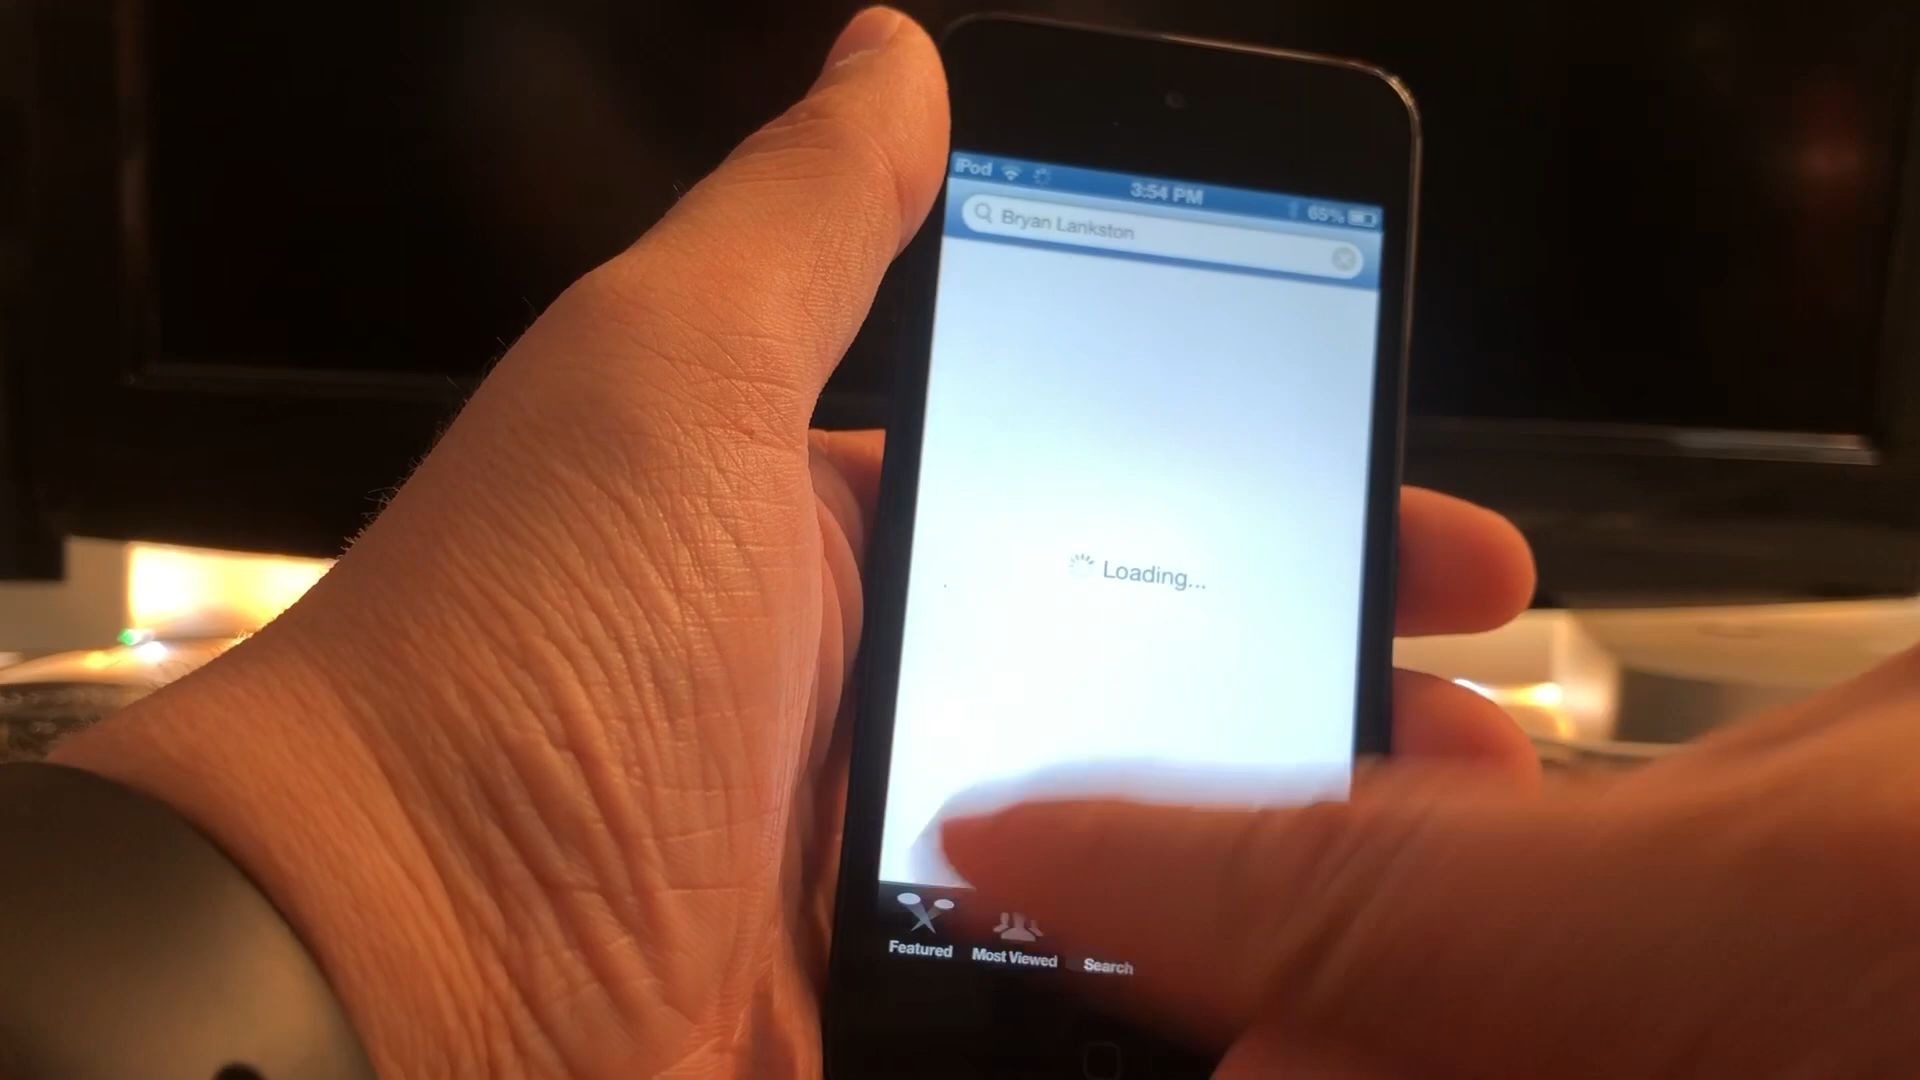 iPod 3:54 PM 65%
Bryan Lankston
Loading...
Featured Most Viewed Search